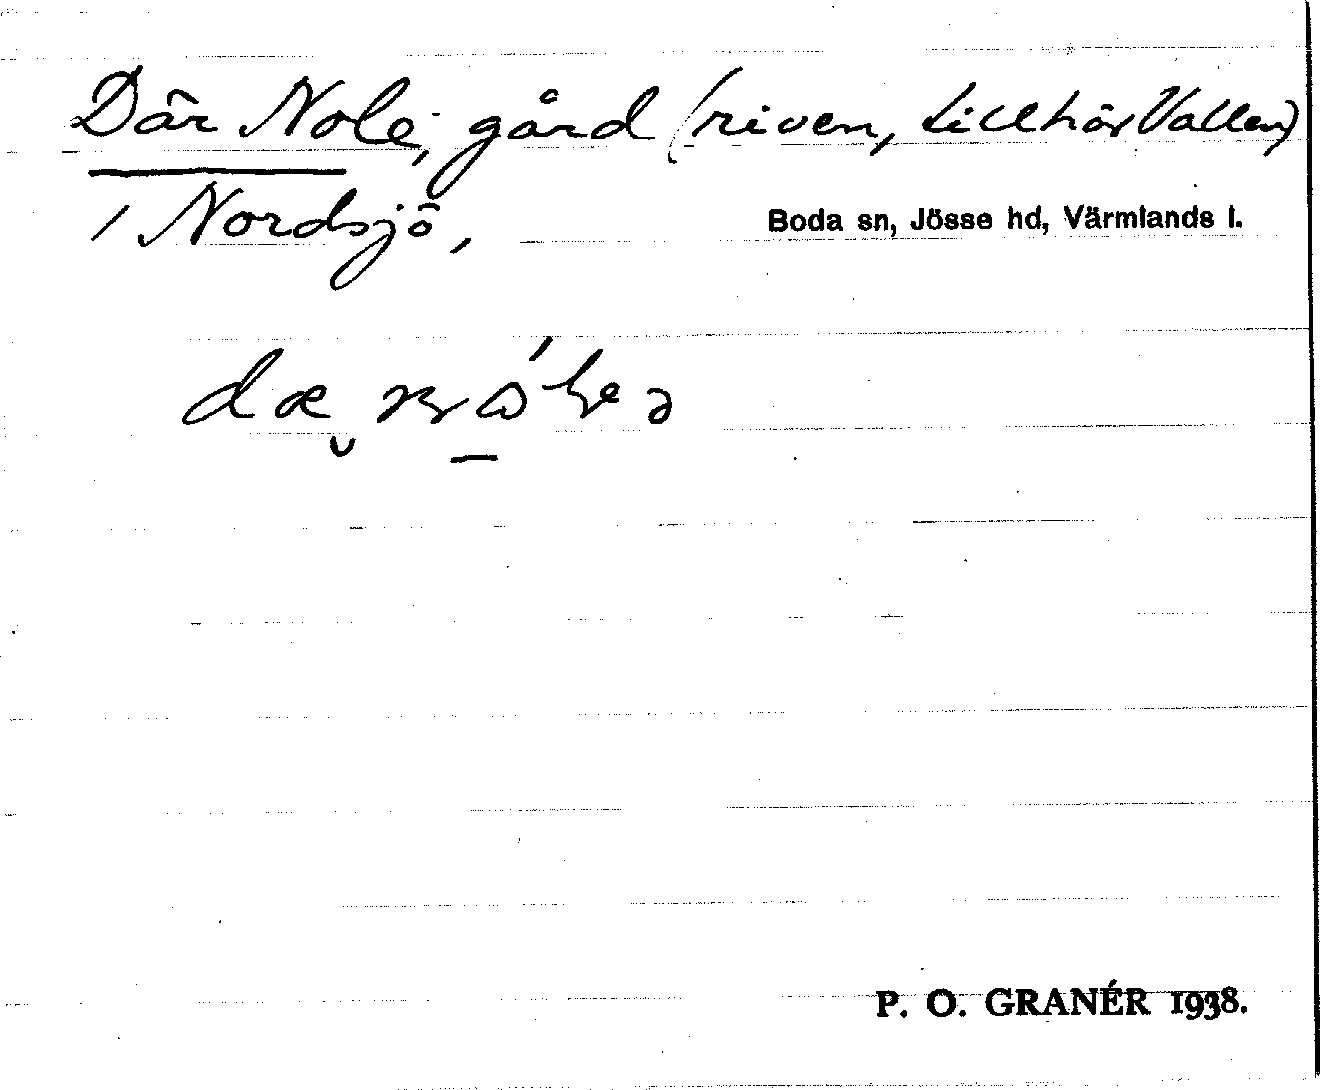 Där Nole, gård (riven, tillhör Vallen)
/ Nordsjö,
Boda sn, Jösse hd, Värmlands l.
P. O. GRANÉR 1938.